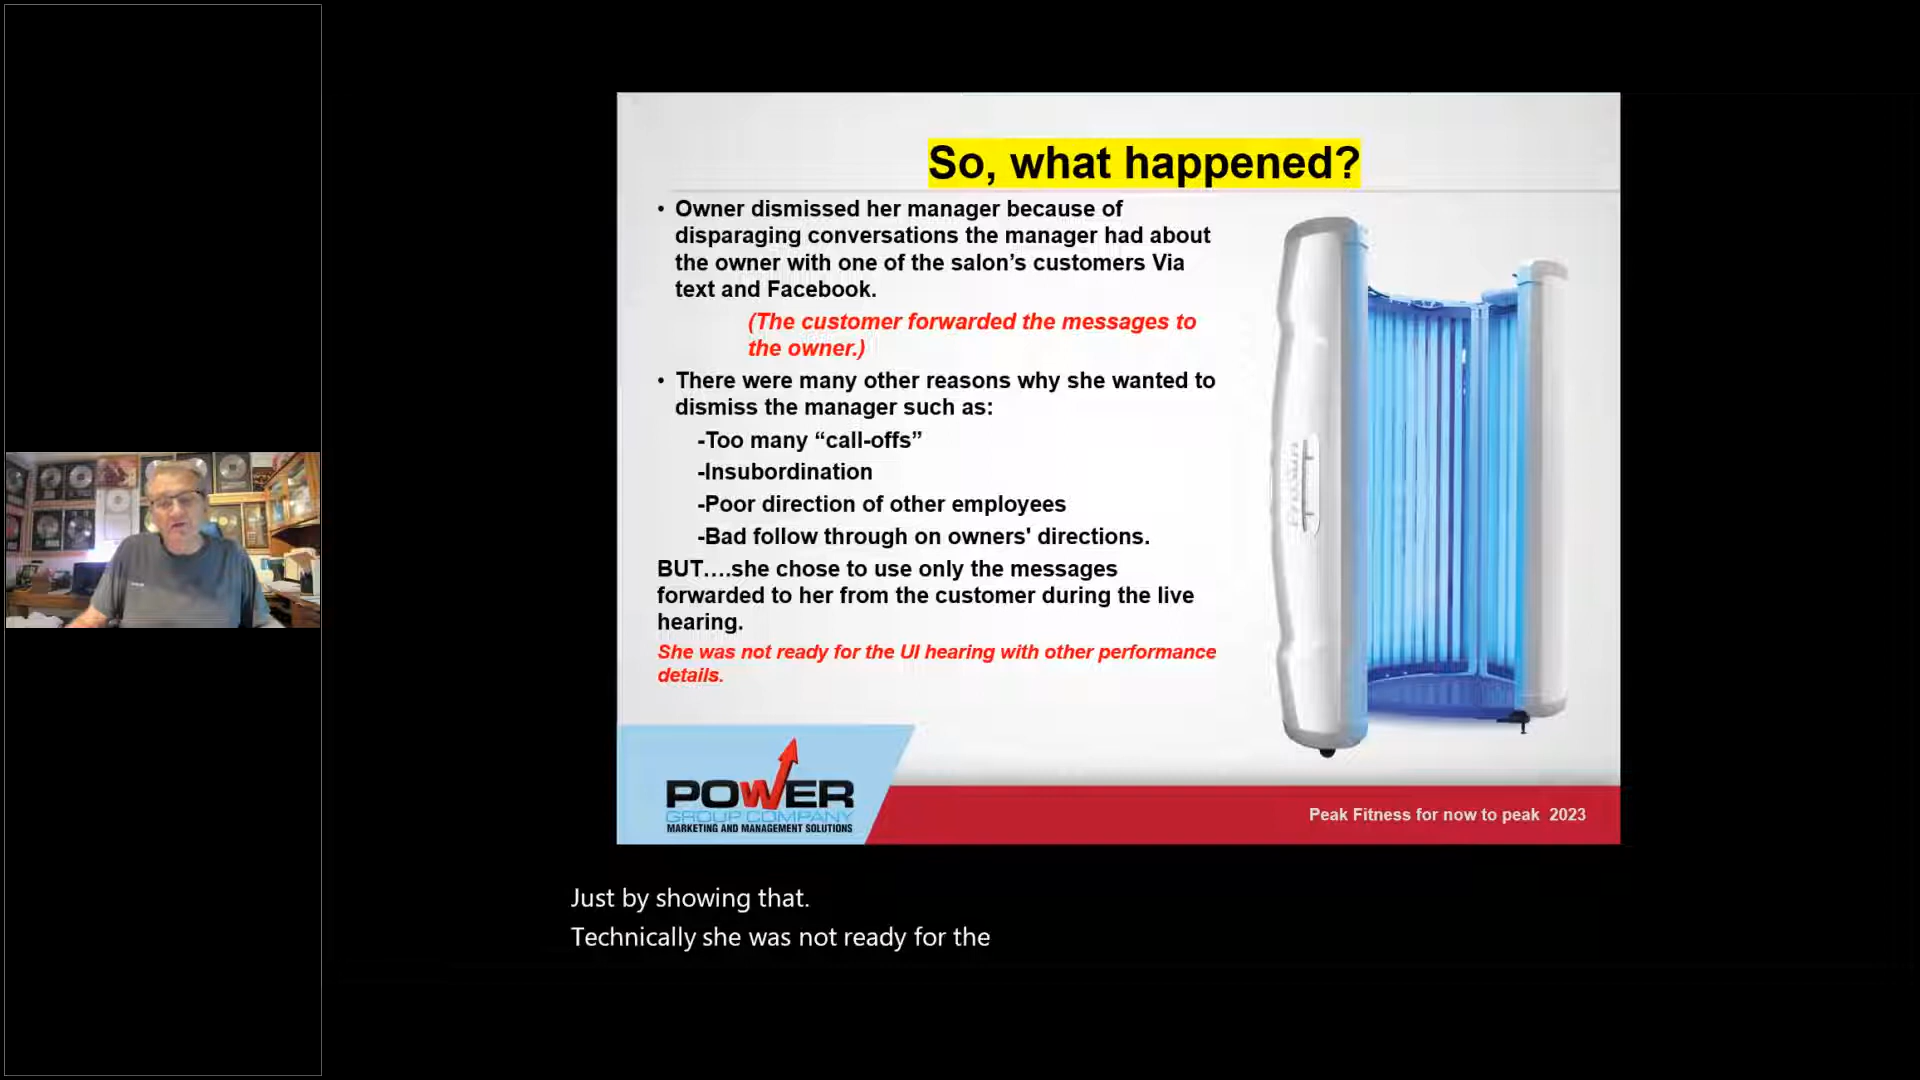 So, what happened?
• Owner dismissed her manager because of
disparaging conversations the manager had about
the owner with one of the salon’s customers Via
text and Facebook.
(The customer forwarded the messages to
the owner.)
• There were many other reasons why she wanted to
dismiss the manager such as:
-Too many “call-offs”
-Insubordination
-Poor direction of other employees
-Bad follow through on owners' directions.
BUT….she chose to use only the messages
forwarded to her from the customer during the live
hearing.
She was not ready for the UI hearing with other performance
details.
POWER
GROUP COMPANY
MARKETING AND MANAGEMENT SOLUTIONS
Peak Fitness for now to peak 2023
Just by showing that.
Technically she was not ready for the